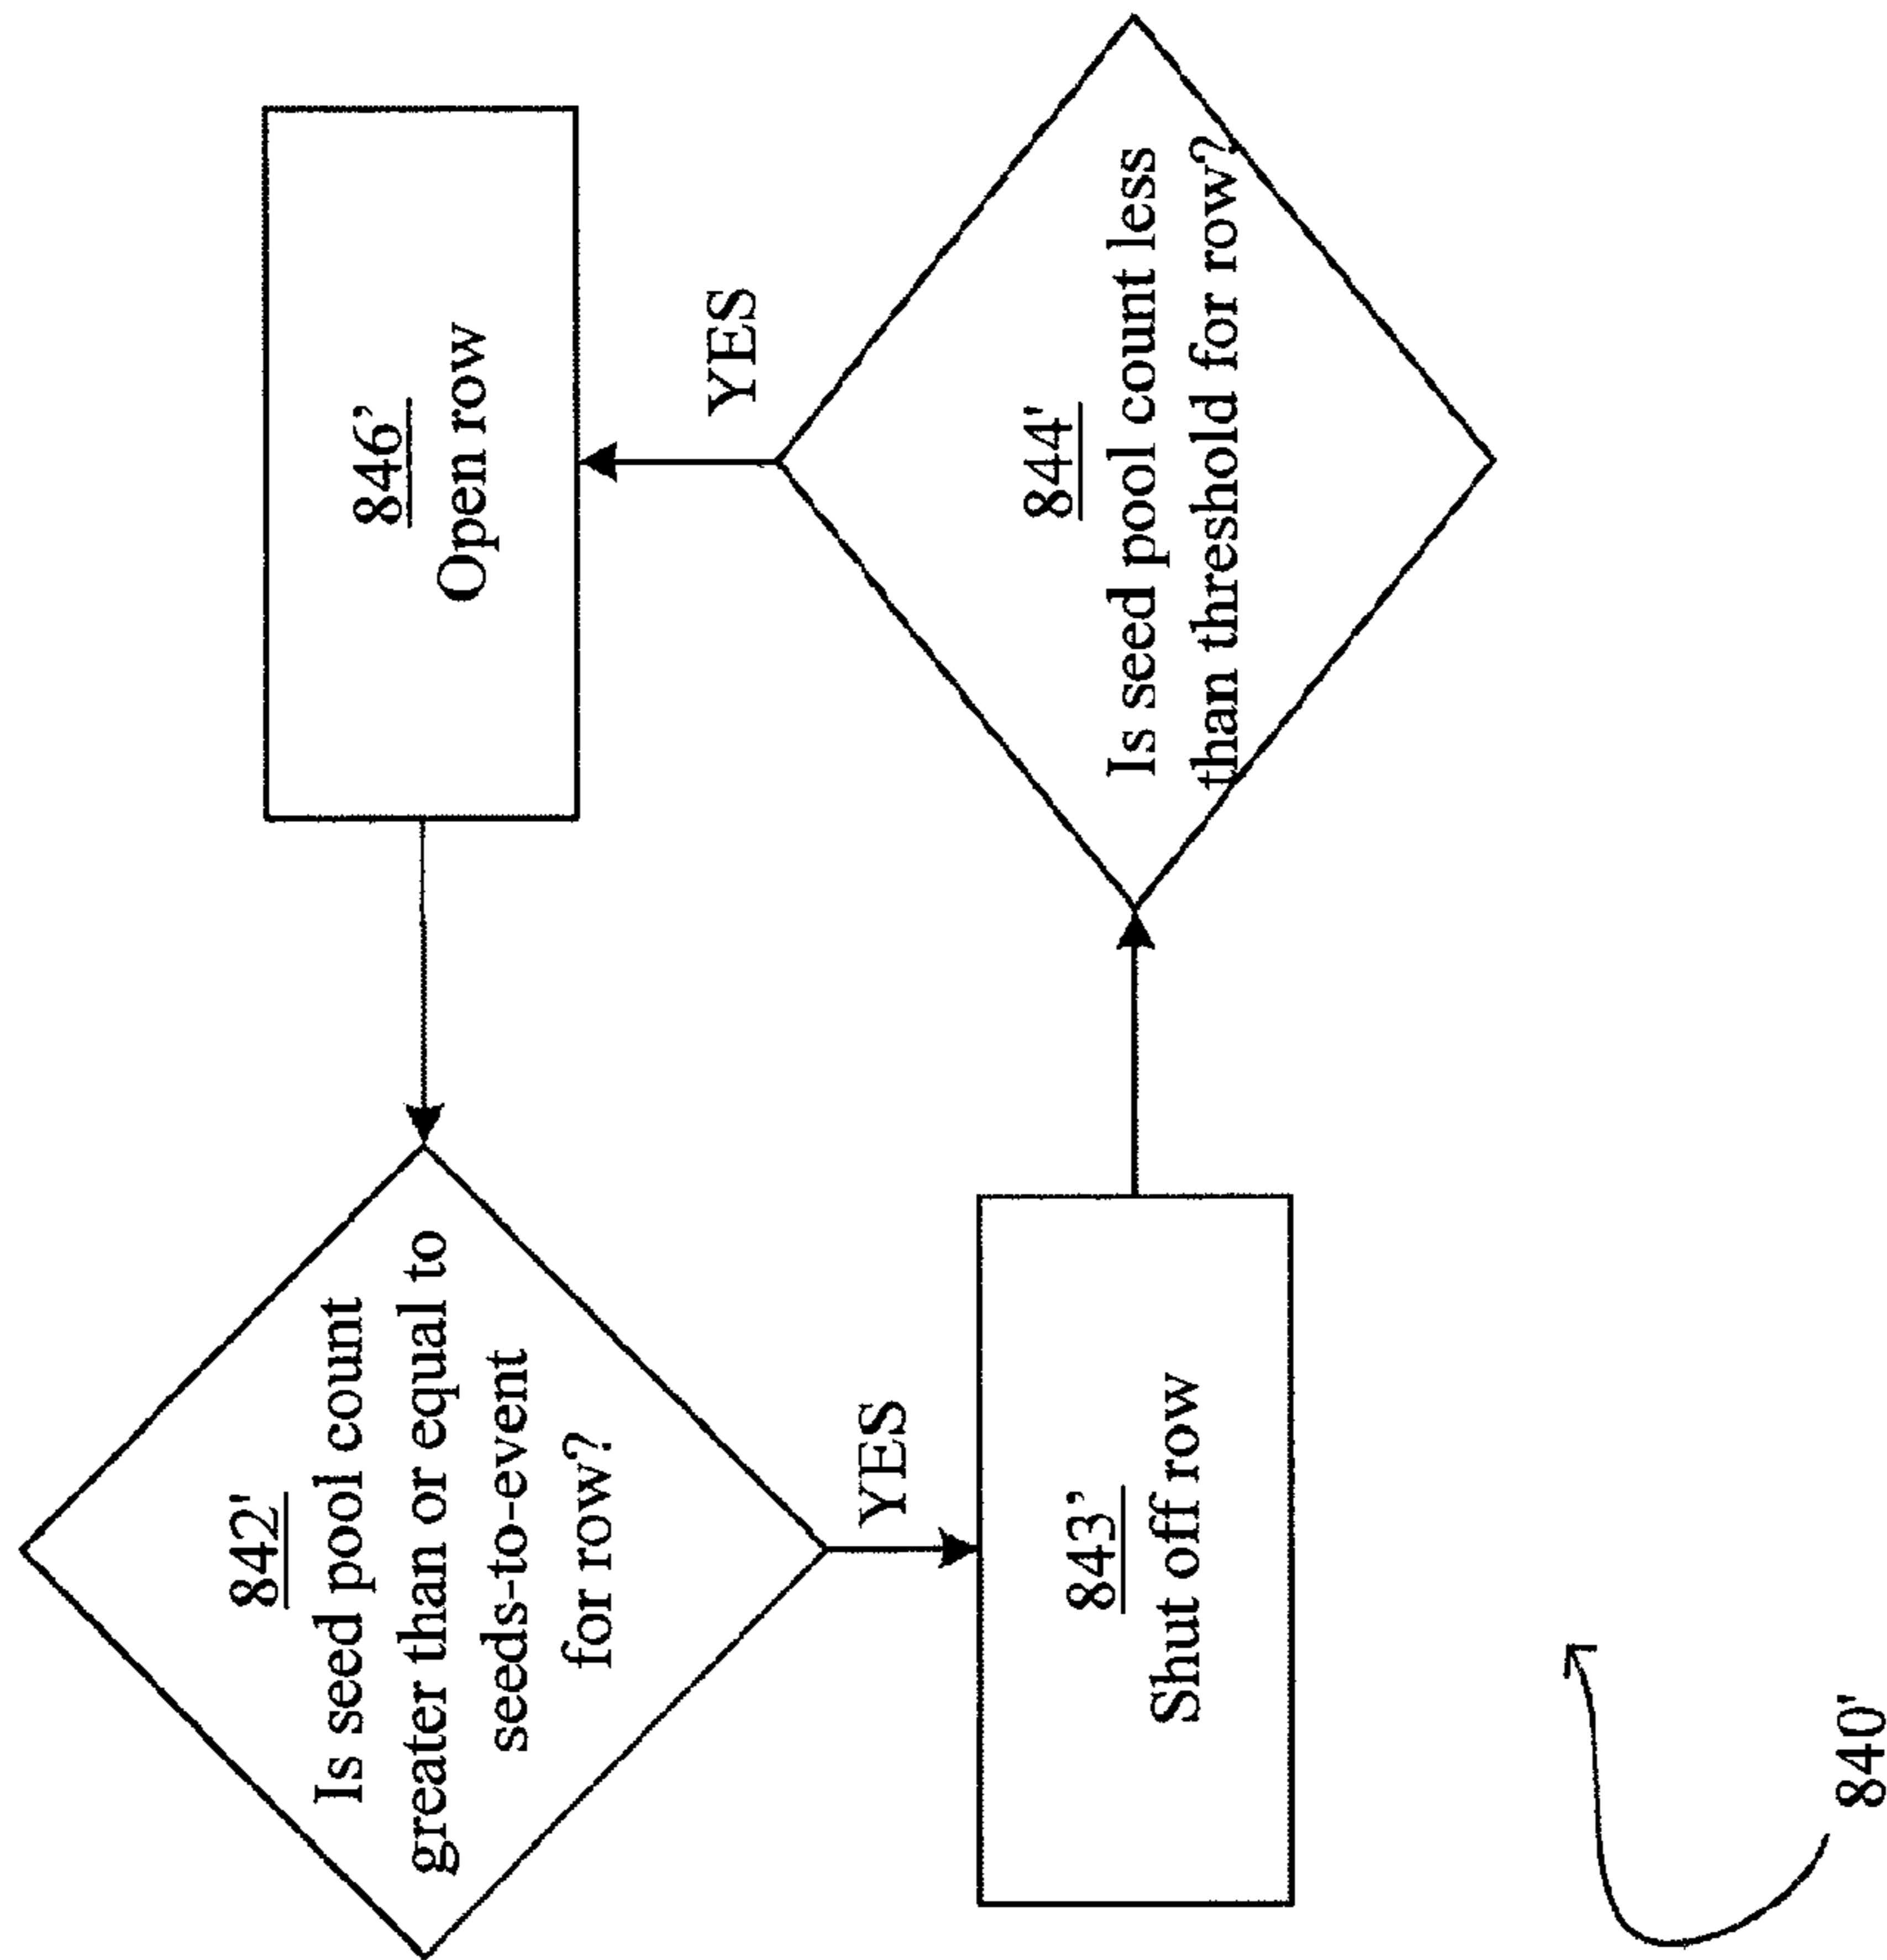 842'
Is seed pool count
greater than or equal to
seeds-to-event
for row?
YES
843’
Shut off row
844'
Is seed pool count less
than threshold for row?
YES
846’
Open row
840'